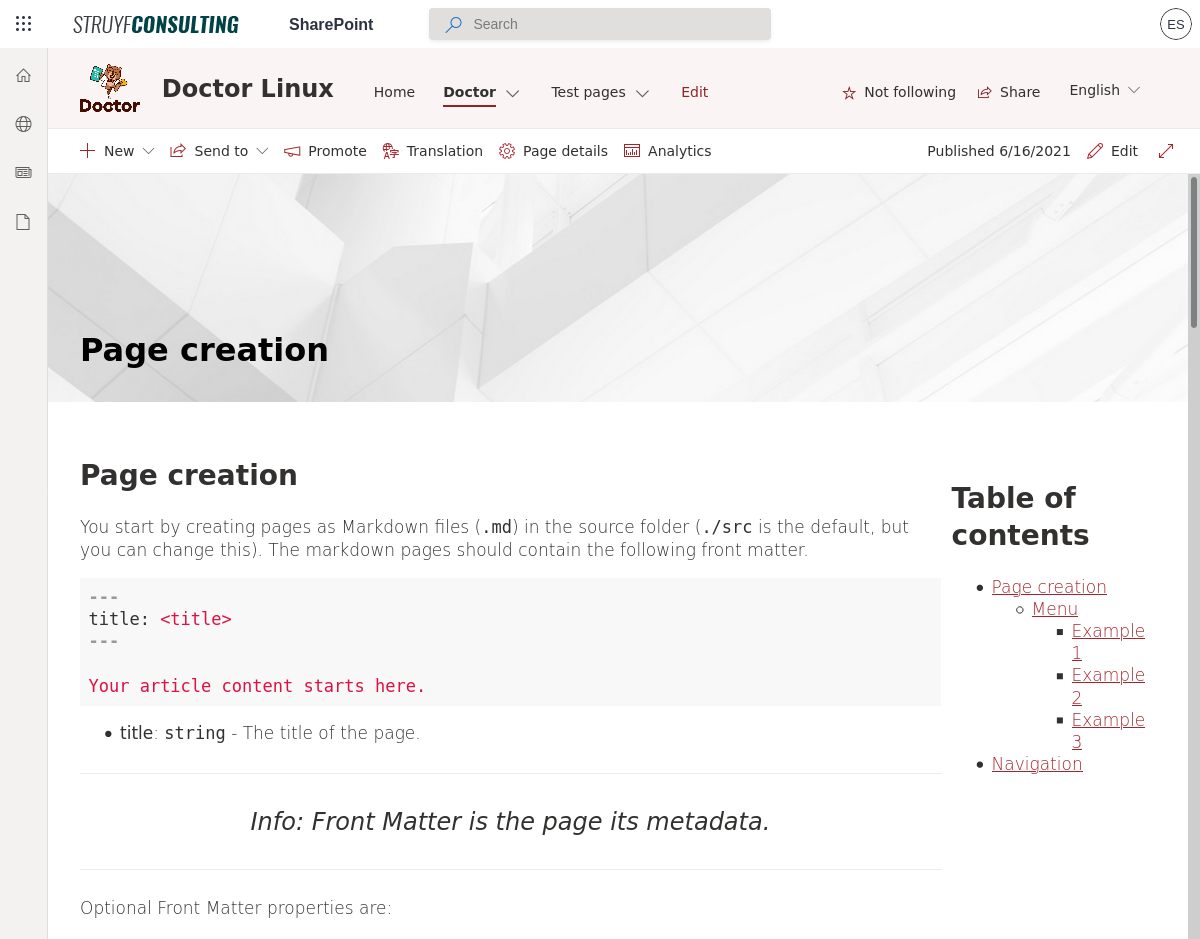 STRUYFCONSULTING SharePoint Search ES
Doctor
Doctor Linux Home Doctor Test pages Edit Not following Share English
New Send to Promote Translation Page details Analytics Published 6/16/2021 Edit
Page creation
Page creation
You start by creating pages as Markdown files (.md) in the source folder (./src is the default, but
you can change this). The markdown pages should contain the following front matter.
---
title: <title>
---
Your article content starts here.
• title: string - The title of the page.
Info: Front Matter is the page its metadata.
Optional Front Matter properties are:
Table of
contents
• Page creation
○ Menu
▪ Example
1
▪ Example
2
▪ Example
3
• Navigation